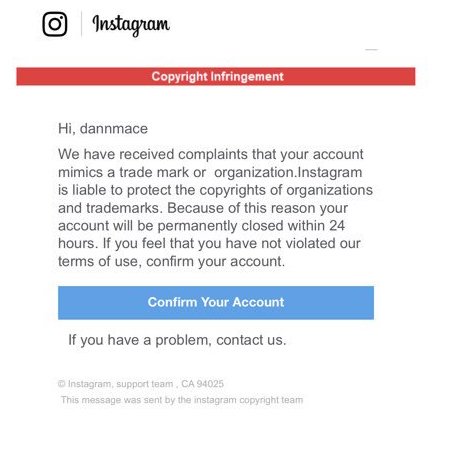 Instagram
Copyright Infringement
Hi, dannmace
We have received complaints that your account
mimics a trade mark or  organization.Instagram
is liable to protect the copyrights of organizations
and trademarks. Because of this reason your
account will be permanently closed within 24
hours. If you feel that you have not violated our
terms of use, confirm your account.
Confirm Your Account
If you have a problem, contact us.
© Instagram, support team , CA 94025
This message was sent by the instagram copyright team